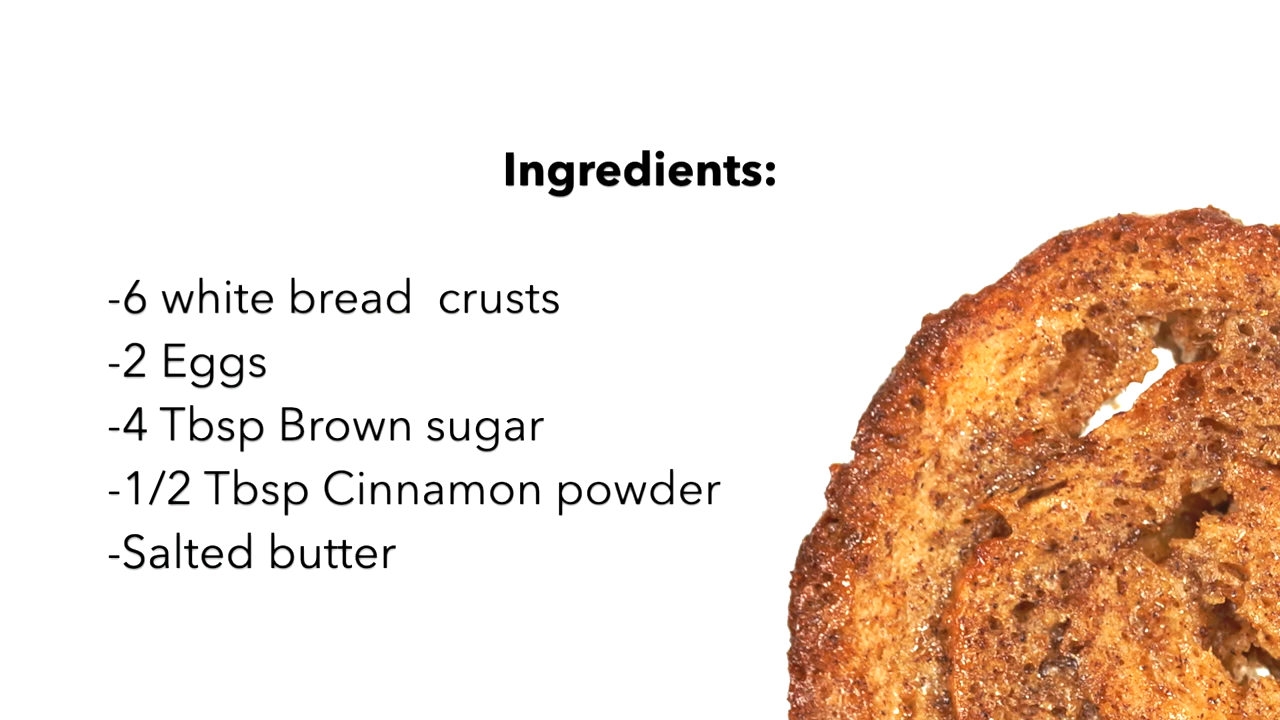 Ingredients:
-6 white bread  crusts
-2 Eggs
-4 Tbsp Brown sugar
-1/2 Tbsp Cinnamon powder
-Salted butter